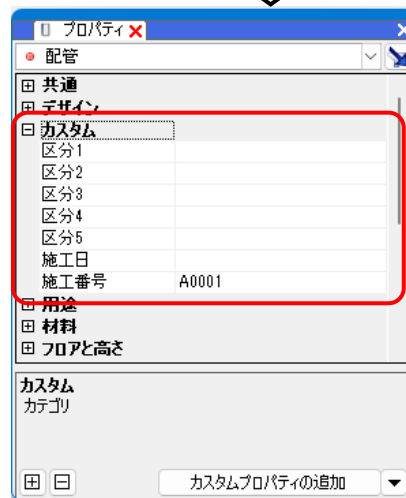 プロパティ
配管
共通
デザイン
カスタム
区分1
区分2
区分3
区分4
区分5
施工日
施工番号 A0001
用途
材料
フロアと高さ
カスタム
カテゴリ
カスタムプロパティの追加